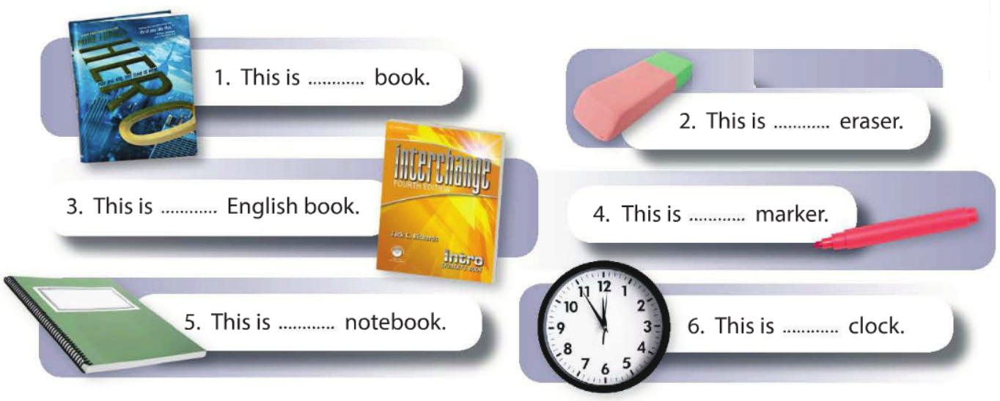 HERO
1. This is ............ book.
2. This is ............ eraser.
interchange
FOURTH EDITION
Jack C. Richards
intro
STUDENT'S BOOK
3. This is ............ English book.
4. This is ............ marker.
5. This is ............ notebook.
12
11
1
10
2
9
3
8
4
7
5
6
6. This is ............ clock.